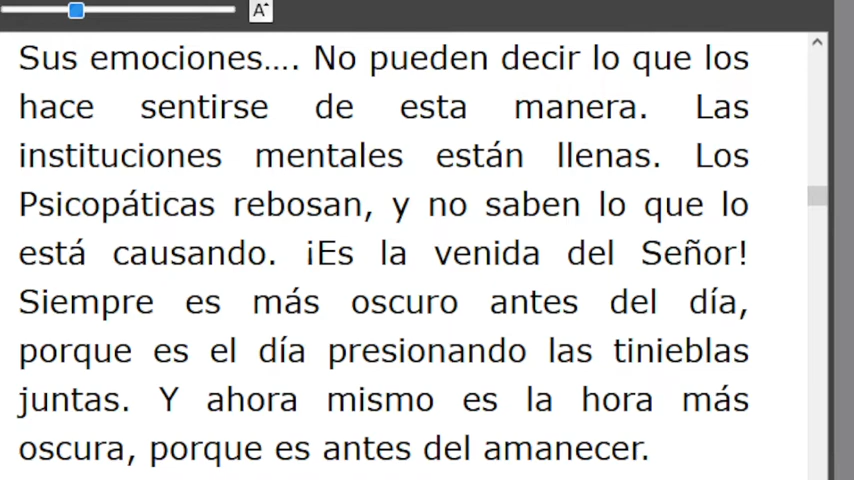 A
Sus emociones.... No pueden decir lo que los
hace sentirse de esta manera. Las
instituciones mentales están llenas. Los
Psicopáticas rebosan, y no saben lo que lo
está causando. ¡Es la venida del Señor!
Siempre es más oscuro antes del día,
porque es el día presionando las tinieblas
juntas. Y ahora mismo es la hora más
oscura, porque es antes del amanecer.